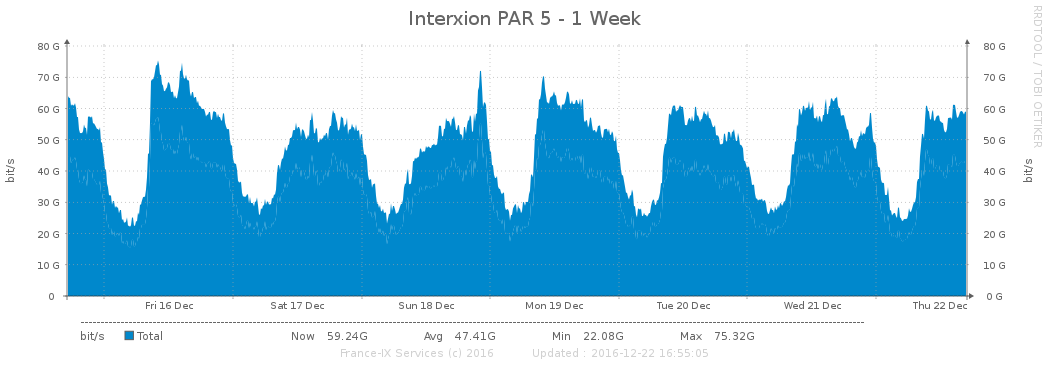 Interxion PAR 5 - 1 Week
RRDTOOL / TOBI OETIKER
80 G 80 G
70 G 70 G
60 G 60 G
50 G 50 G
40 G 40 G
30 G 30 G
20 G 20 G
10 G 10 G
0 0 G
bit/s
bit/s
Fri 16 Dec Sat 17 Dec Sun 18 Dec Mon 19 Dec Tue 20 Dec Wed 21 Dec Thu 22 Dec
bit/s Total Now 59.24G Avg 47.41G Min 22.08G Max 75.32G
France-IX Services (c) 2016 Updated : 2016-12-22 16:55:05